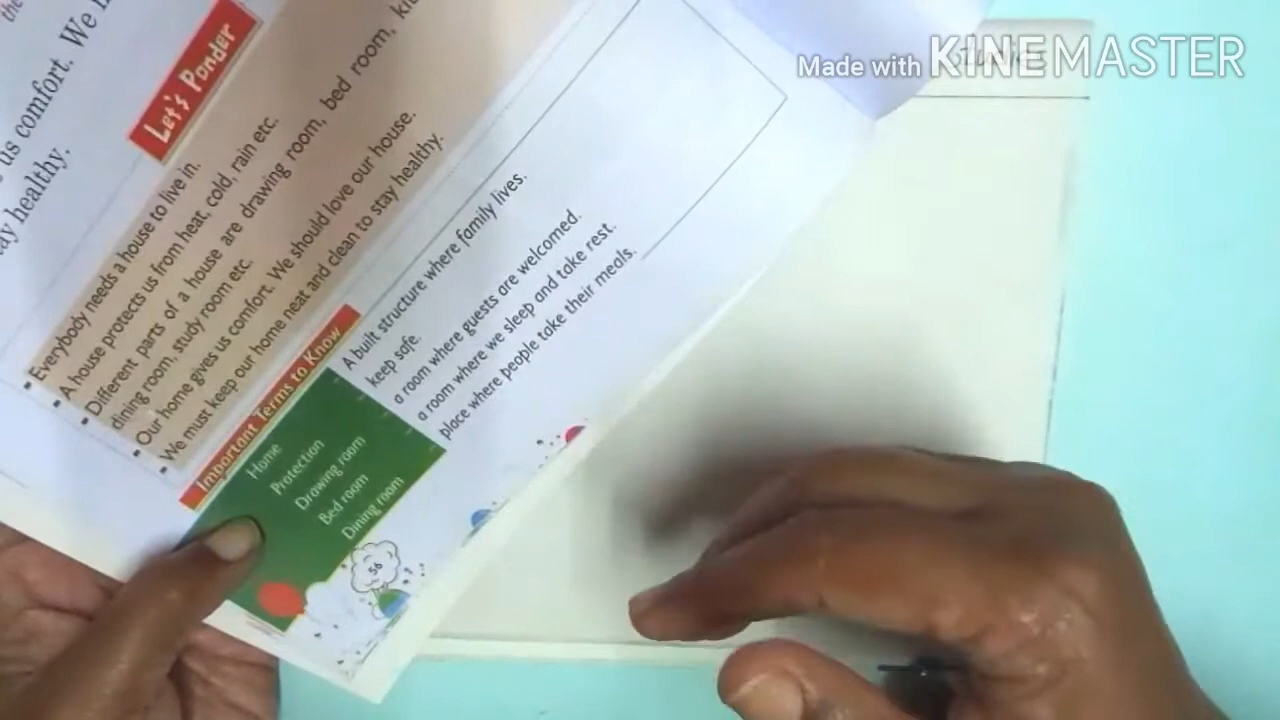 Made with KINEMASTER
the
us comfort. We
ay healthy.
Let's Ponder
▪ Everybody needs a house to live in.
▪ A house protects us from heat, cold, rain etc.
▪ Different parts of a house are drawing room, bed room,
dining room, study room etc.
▪ Our home gives us comfort. We should love our house.
▪ We must keep our home neat and clean to stay healthy.
Important Terms to Know
Home
A built structure where family lives.
Protection
keep safe.
Drawing room
a room where guests are welcomed.
Bed room
a room where we sleep and take rest.
Dining room
place where people take their meals.
56